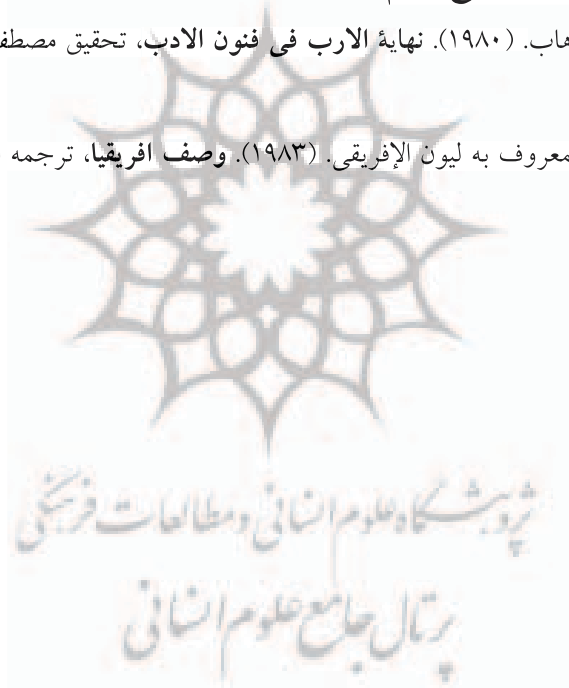 هاب. (۱۹۸۰). نهایة الارب فی فنون الادب، تحقیق مصطفی
معروف به لیون الإفریقی. (۱۹۸۳). وصف افریقیا، ترجمه
پژوهشگاه علوم انسانی و مطالعات فرهنگی
پرتال جامع علوم انسانی